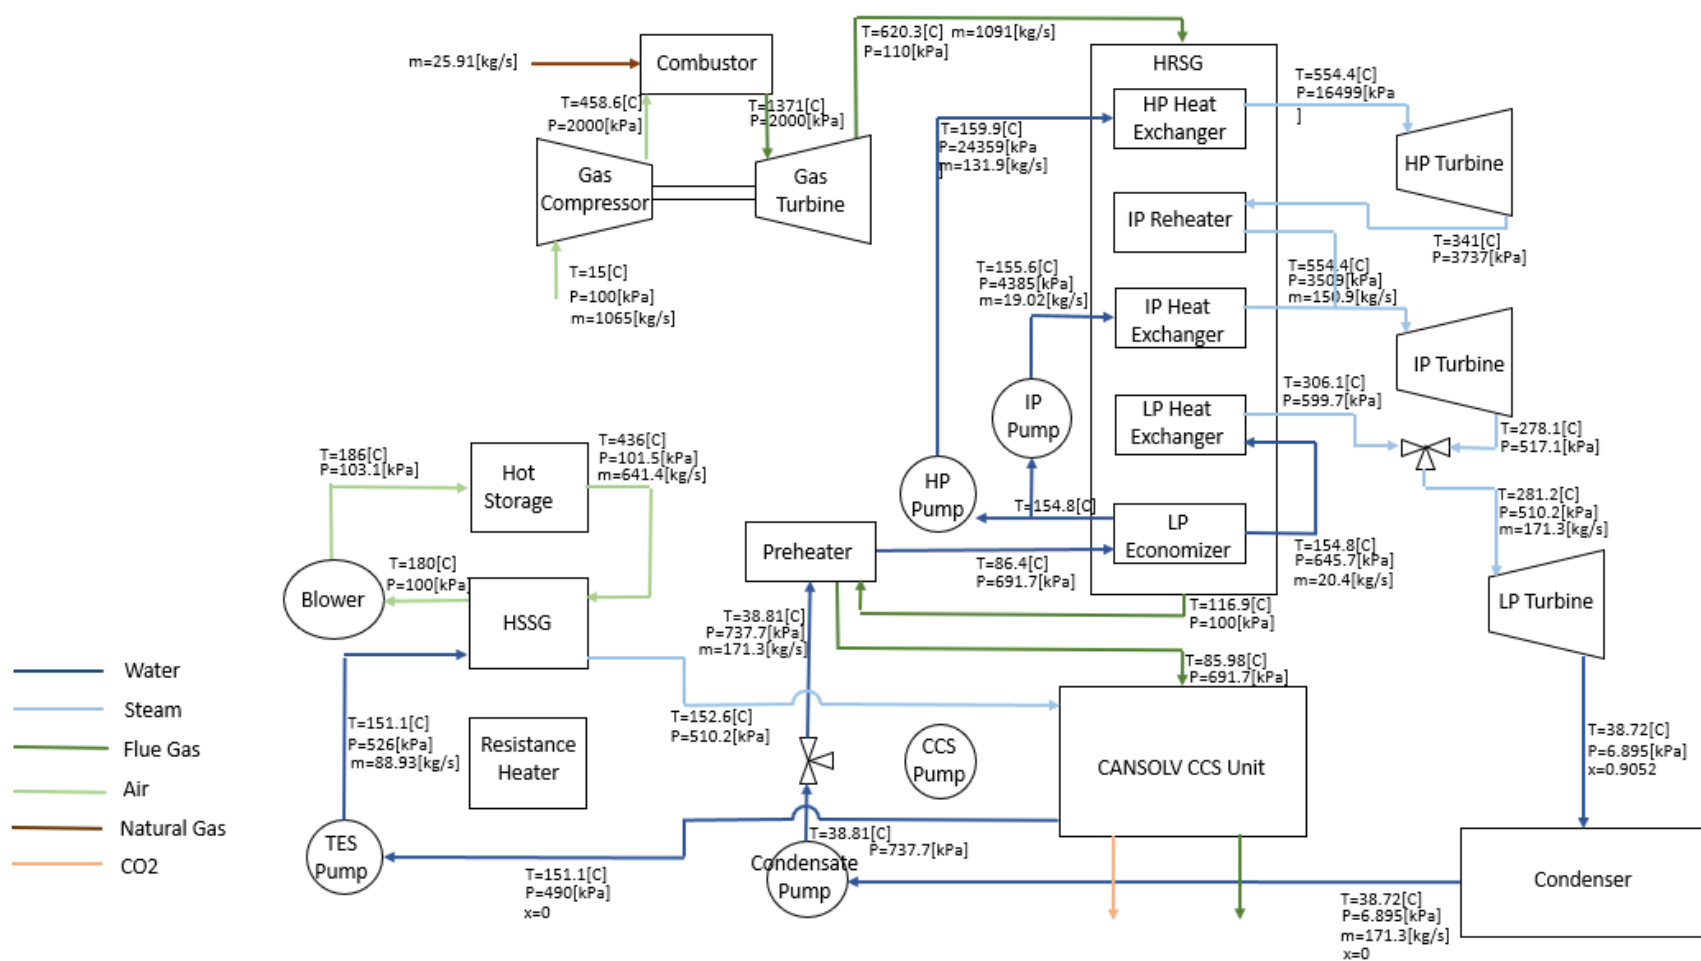 T=620.3[C] m=1091[kg/s]
P=110[kPa]
m=25.91[kg/s]
Combustor
HRSG
T=554.4[C]
P=16499[kPa
]
T=458.6[C]
P=2000[kPa]
T=1371[C]
P=2000[kPa]
HP Heat
Exchanger
T=159.9[C]
P=24359[kPa
]
m=131.9[kg/s]
HP Turbine
Gas
Compressor
Gas
Turbine
IP Reheater
T=341[C]
P=3737[kPa]
T=15[C]
P=100[kPa]
m=1065[kg/s]
T=155.6[C]
P=4385[kPa]
m=19.02[kg/s]
T=554.4[C]
P=3509[kPa]
m=150.9[kg/s]
IP Heat
Exchanger
IP Turbine
T=306.1[C]
P=599.7[kPa]
IP
Pump
LP Heat
Exchanger
T=278.1[C]
P=517.1[kPa]
T=186[C]
P=103.1[kPa]
Hot
Storage
T=436[C]
P=101.5[kPa]
m=641.4[kg/s]
HP
Pump
T=154.8[C]
T=281.2[C]
P=510.2[kPa]
m=171.3[kg/s]
LP
Economizer
Preheater
T=86.4[C]
P=691.7[kPa]
T=154.8[C]
P=645.7[kPa]
m=20.4[kg/s]
T=180[C]
P=100[kPa]
Blower
HSSG
LP Turbine
T=38.81[C]
P=737.7[kPa]
m=171.3[kg/s]
T=116.9[C]
P=100[kPa]
T=85.98[C]
P=691.7[kPa]
Water
Steam
Flue Gas
Air
Natural Gas
CO2
T=151.1[C]
P=526[kPa]
m=88.93[kg/s]
T=152.6[C]
P=510.2[kPa]
Resistance
Heater
CCS
Pump
CANSOLV CCS Unit
T=38.72[C]
P=6.895[kPa]
x=0.9052
TES
Pump
T=38.81[C]
P=737.7[kPa]
Condensate
Pump
T=151.1[C]
P=490[kPa]
x=0
Condenser
T=38.72[C]
P=6.895[kPa]
m=171.3[kg/s]
x=0